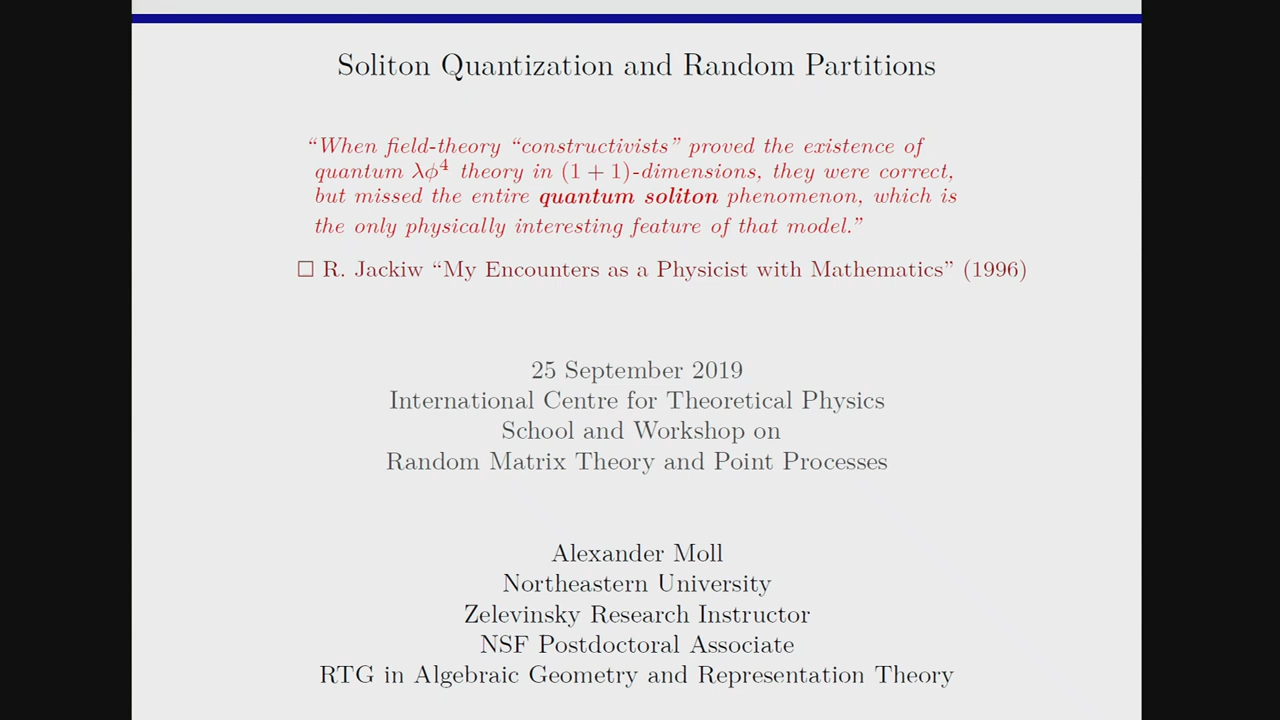 Soliton Quantization and Random Partitions
“When field-theory “constructivists” proved the existence of
quantum λϕ⁴ theory in (1 + 1)-dimensions, they were correct,
but missed the entire quantum soliton phenomenon, which is
the only physically interesting feature of that model.”
☐ R. Jackiw “My Encounters as a Physicist with Mathematics” (1996)
25 September 2019
International Centre for Theoretical Physics
School and Workshop on
Random Matrix Theory and Point Processes
Alexander Moll
Northeastern University
Zelevinsky Research Instructor
NSF Postdoctoral Associate
RTG in Algebraic Geometry and Representation Theory